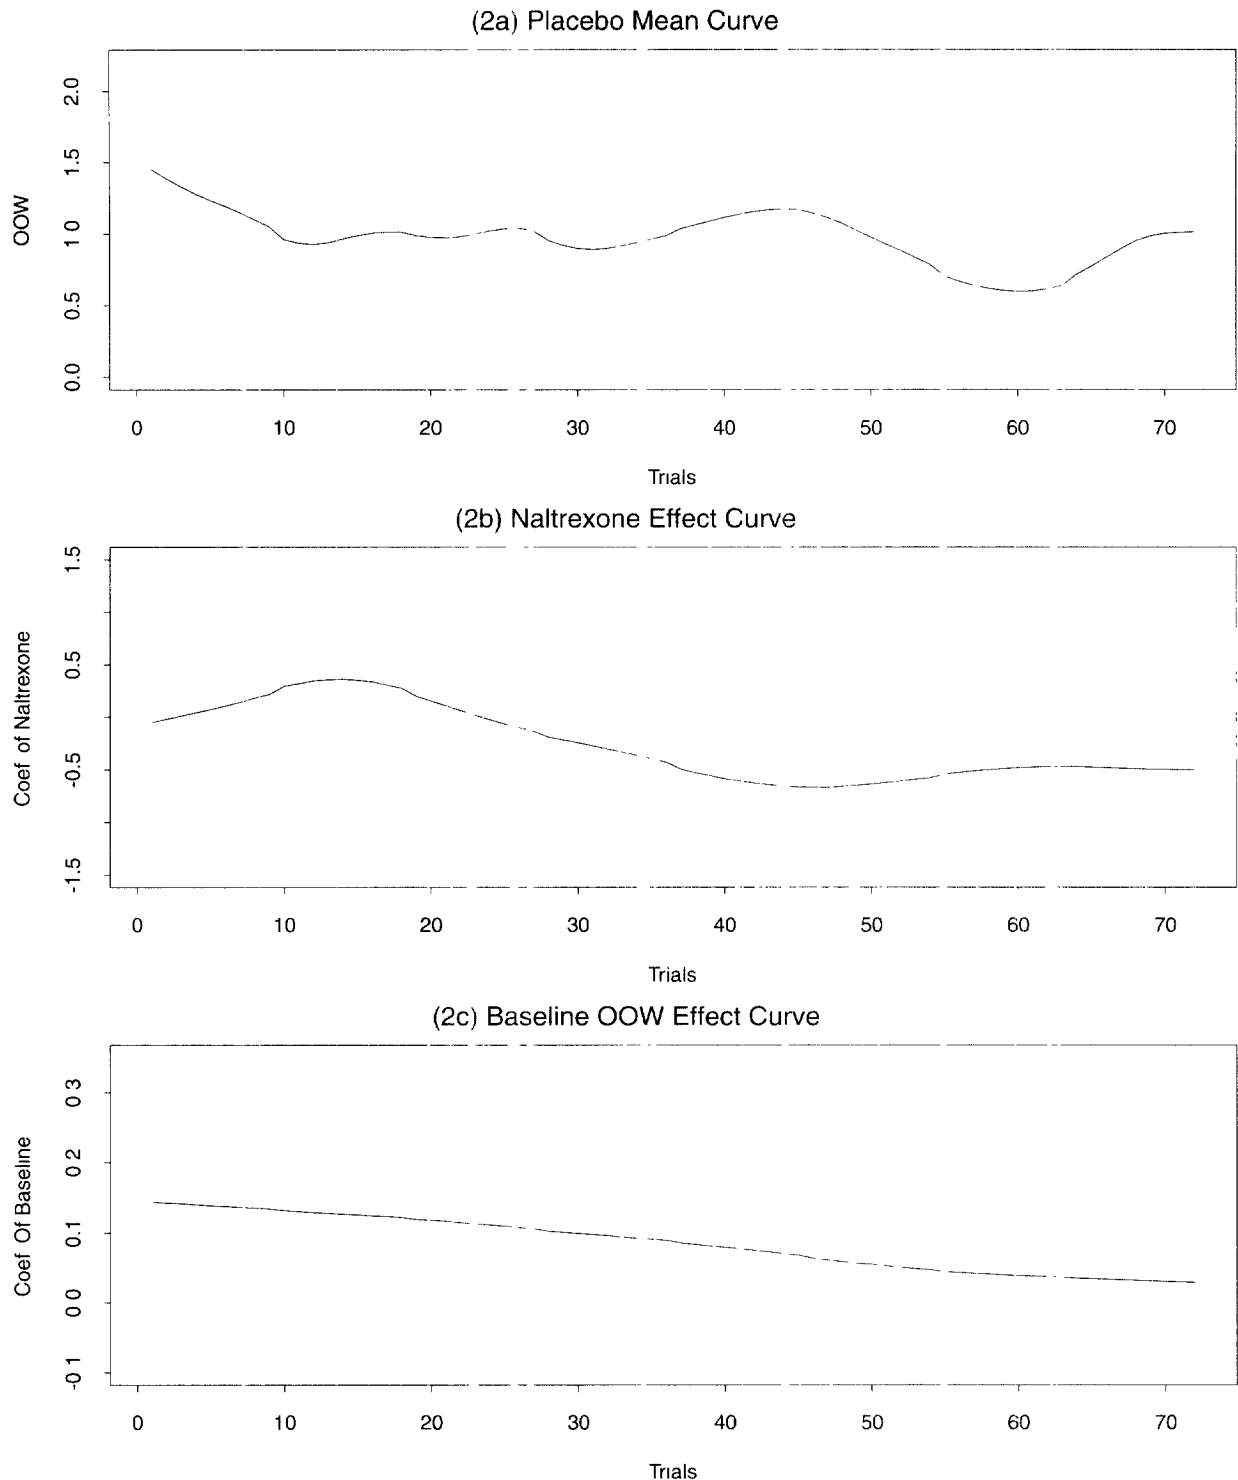 (2a) Placebo Mean Curve
2.0
1.5
1.0
0.5
0.0
OOW
0 10 20 30 40 50 60 70
Trials
(2b) Naltrexone Effect Curve
1.5
0.5
-0.5
-1.5
Coef of Naltrexone
0 10 20 30 40 50 60 70
Trials
(2c) Baseline OOW Effect Curve
0.3
0.2
0.1
0.0
-0.1
Coef Of Baseline
0 10 20 30 40 50 60 70
Trials